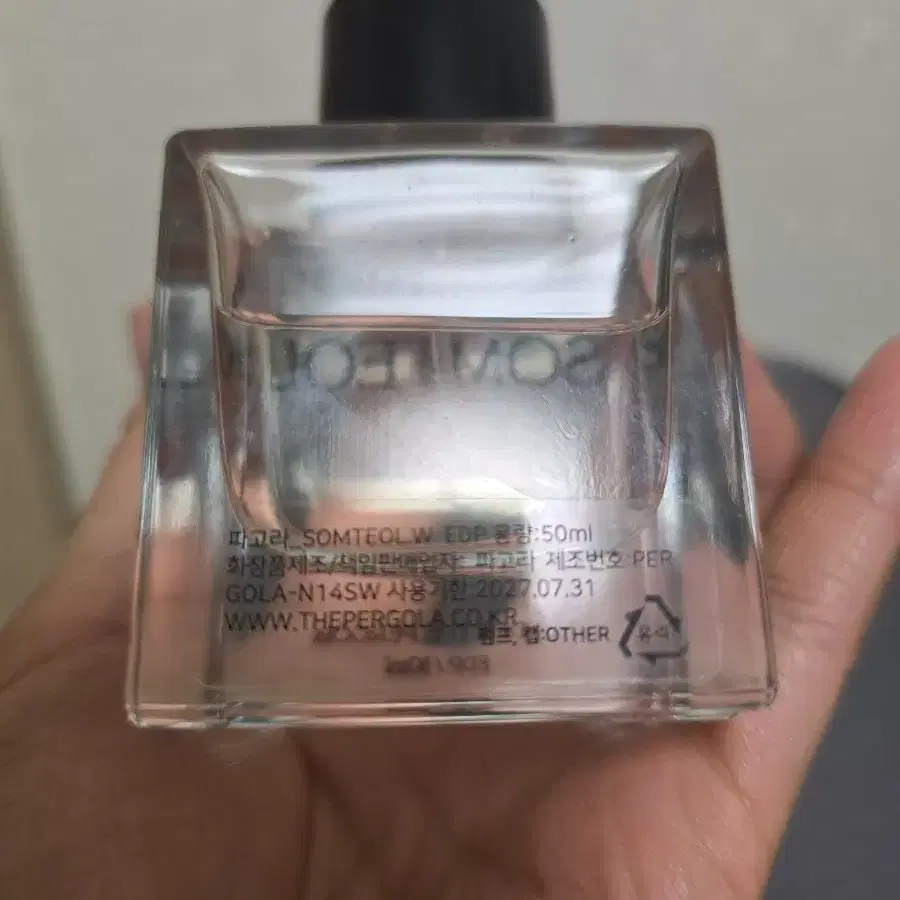 SOMTEOL
파고라_SOMTEOL.W EDP 용량:50ml
화장품제조/책임판매업자: 파고라 제조번호:PER
GOLA-N14SW 사용기한:2027.07.31
WWW.THEPERGOLA.CO.KR
펌프, 캡:OTHER